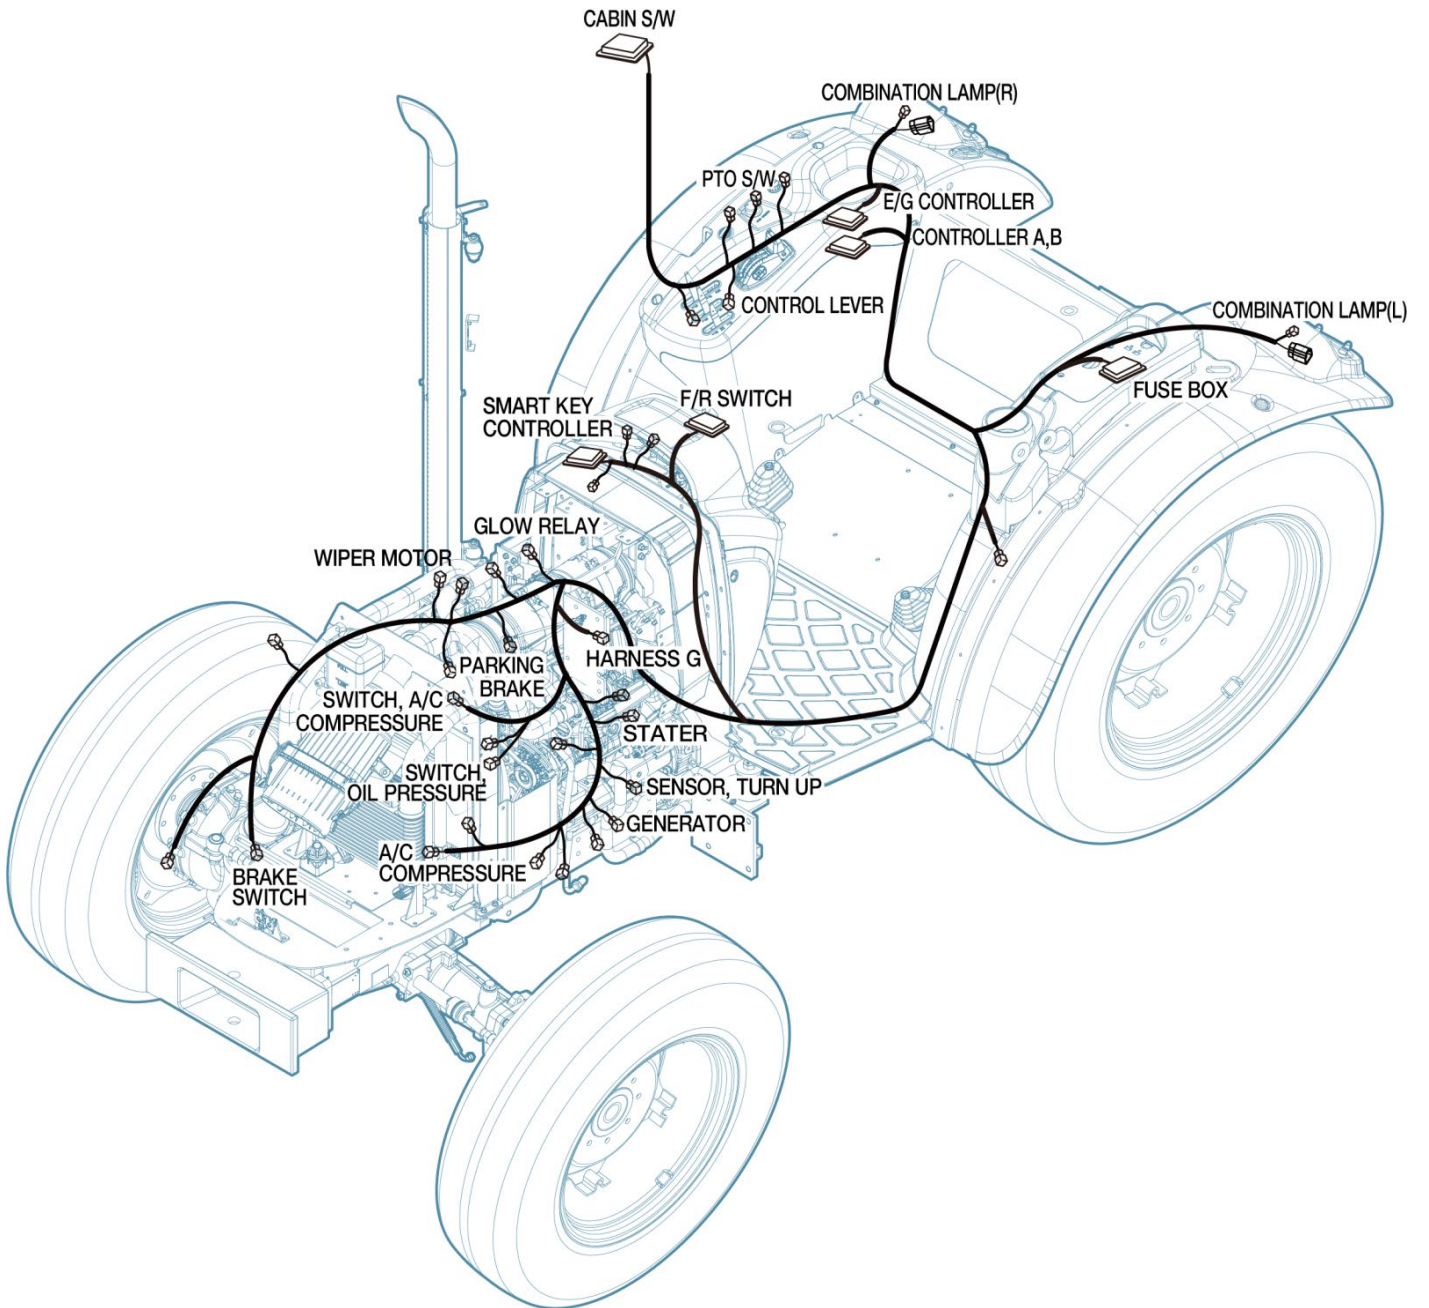 CABIN S/W
COMBINATION LAMP(R)
PTO S/W
E/G CONTROLLER
CONTROLLER A,B
CONTROL LEVER
COMBINATION LAMP(L)
FUSE BOX
F/R SWITCH
SMART KEY
CONTROLLER
GLOW RELAY
WIPER MOTOR
PARKING
BRAKE
HARNESS G
SWITCH, A/C
COMPRESSURE
STATER
SWITCH,
OIL PRESSURE
SENSOR, TURN UP
GENERATOR
A/C
COMPRESSURE
BRAKE
SWITCH